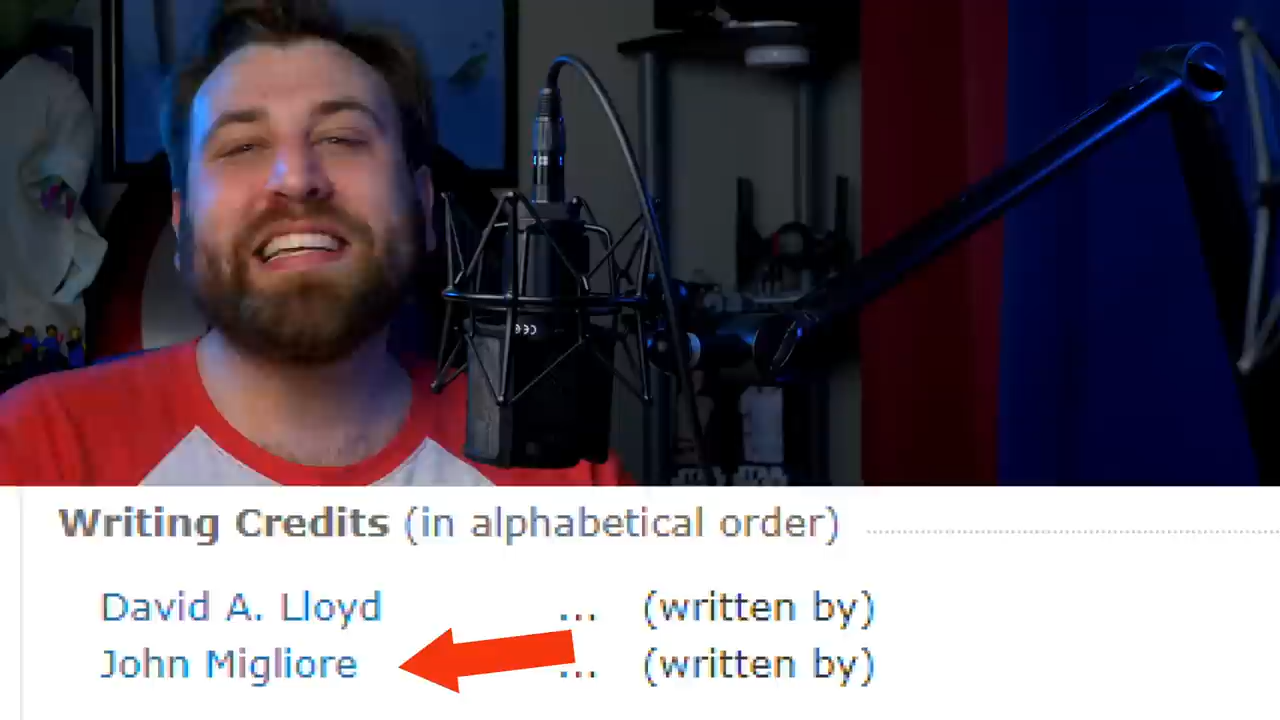 Writing Credits (in alphabetical order)
David A. Lloyd ... (written by)
John Migliore ... (written by)